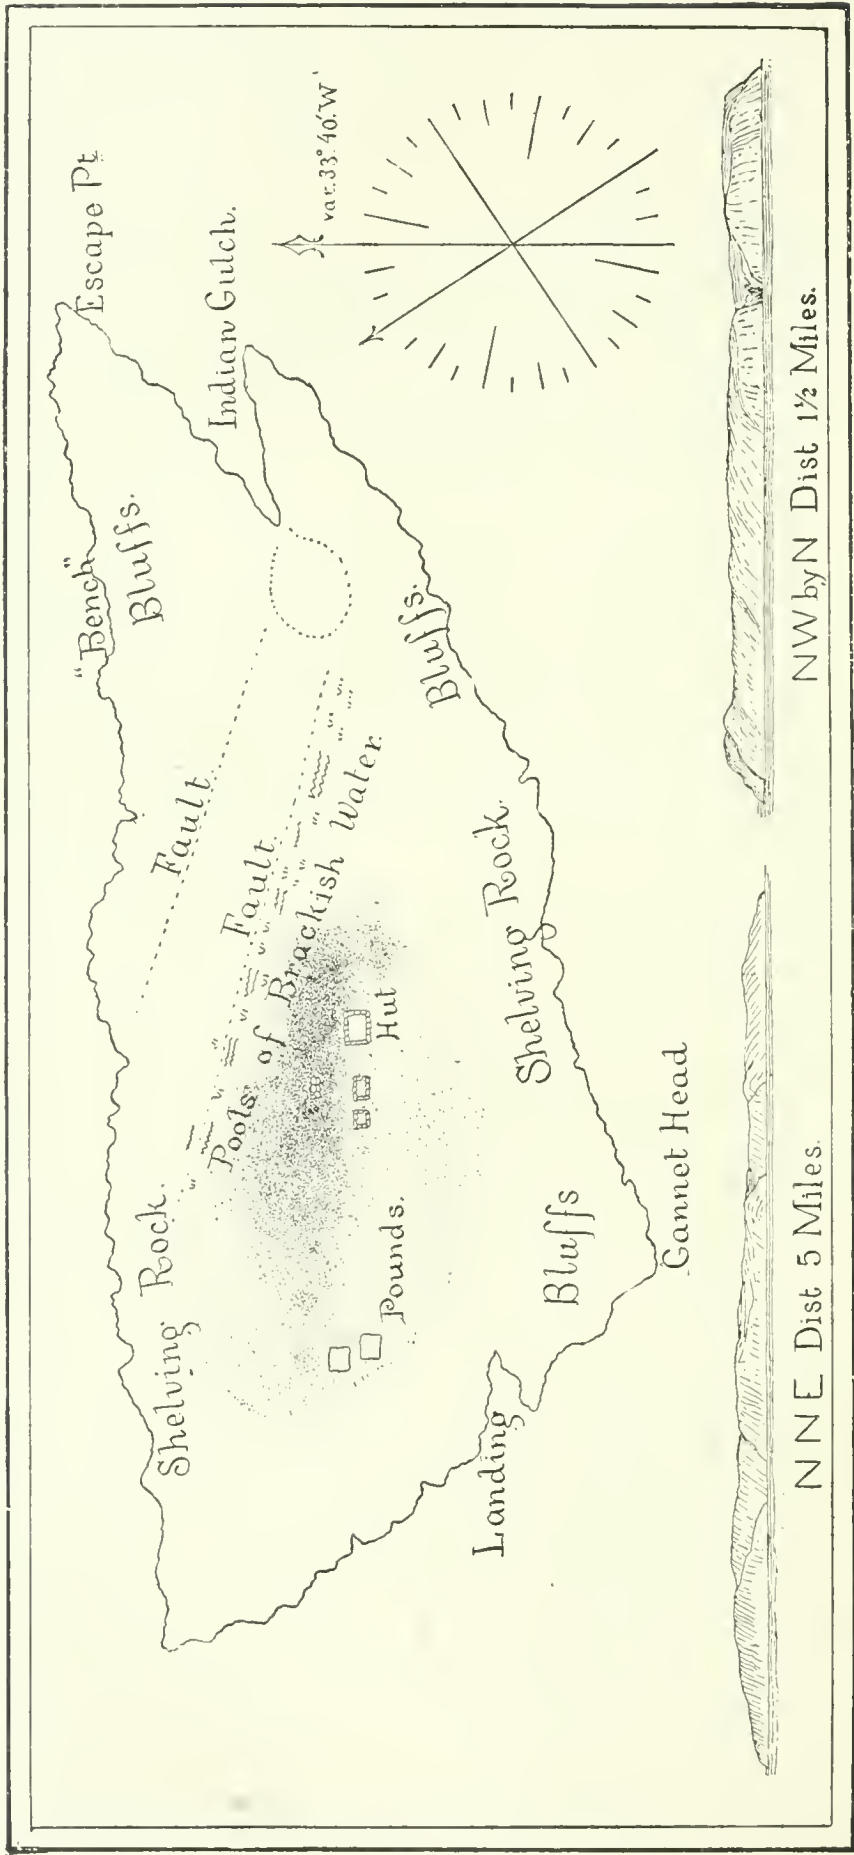 Escape Pt
Indian Gulch.
var. 33° 40' W
"Bench"
Bluffs.
Bluffs.
Fault
Fault
Pools of Brackish Water
Hut
Pounds.
Shelving Rock.
Shelving Rock.
Bluffs
Gannet Head
Landing
NNE Dist 5 Miles.
NW by N Dist 1½ Miles.